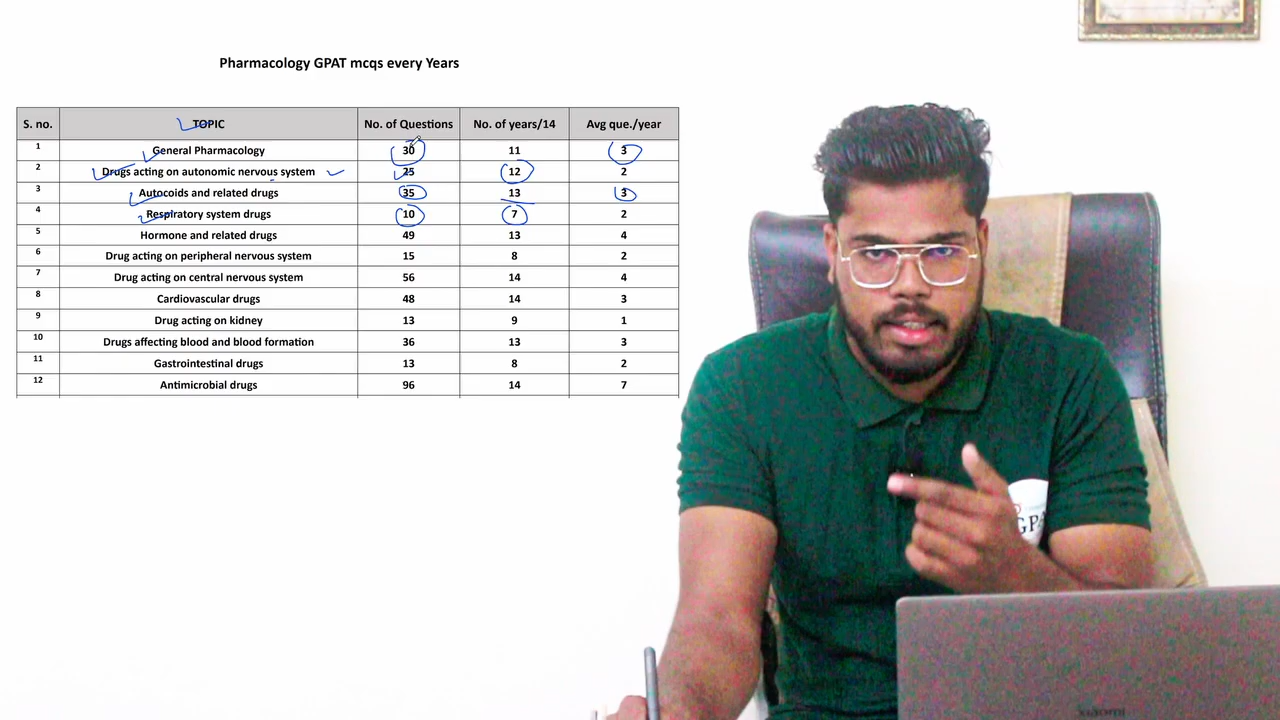 Pharmacology GPAT mcqs every Years
S. no. TOPIC No. of Questions No. of years/14 Avg que./year
1 General Pharmacology 30 11 3
2 Drugs acting on autonomic nervous system 25 12 2
3 Autocoids and related drugs 35 13 3
4 Respiratory system drugs 10 7 2
5 Hormone and related drugs 49 13 4
6 Drug acting on peripheral nervous system 15 8 2
7 Drug acting on central nervous system 56 14 4
8 Cardiovascular drugs 48 14 3
9 Drug acting on kidney 13 9 1
10 Drugs affecting blood and blood formation 36 13 3
11 Gastrointestinal drugs 13 8 2
12 Antimicrobial drugs 96 14 7
xiaomi